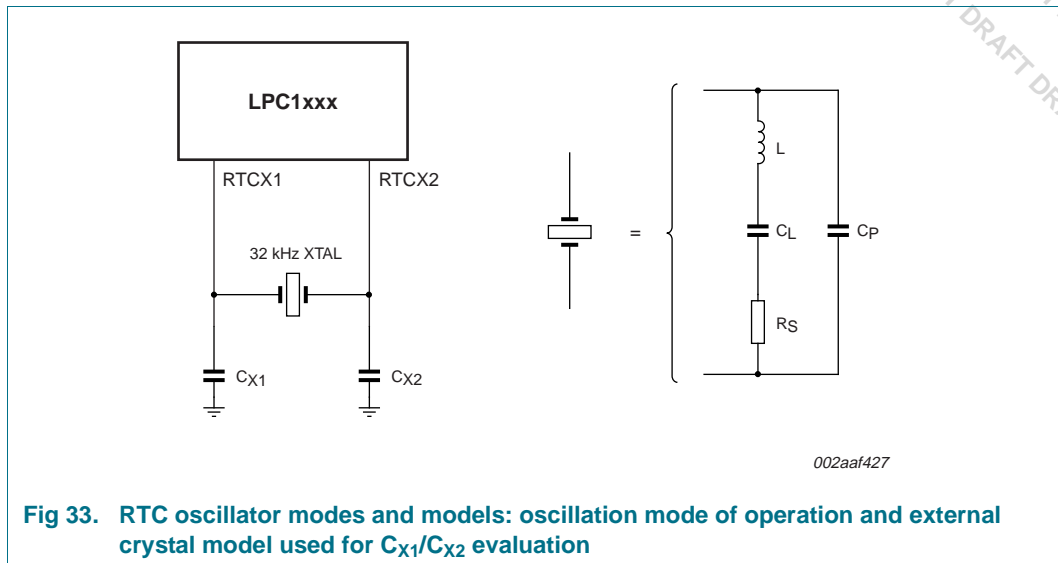 DRAFT
LPC1xxx
RTCX1
RTCX2
32 kHz XTAL
CX1
CX2
=
L
CL
CP
RS
002aaf427
Fig 33. RTC oscillator modes and models: oscillation mode of operation and external
crystal model used for CX1/CX2 evaluation